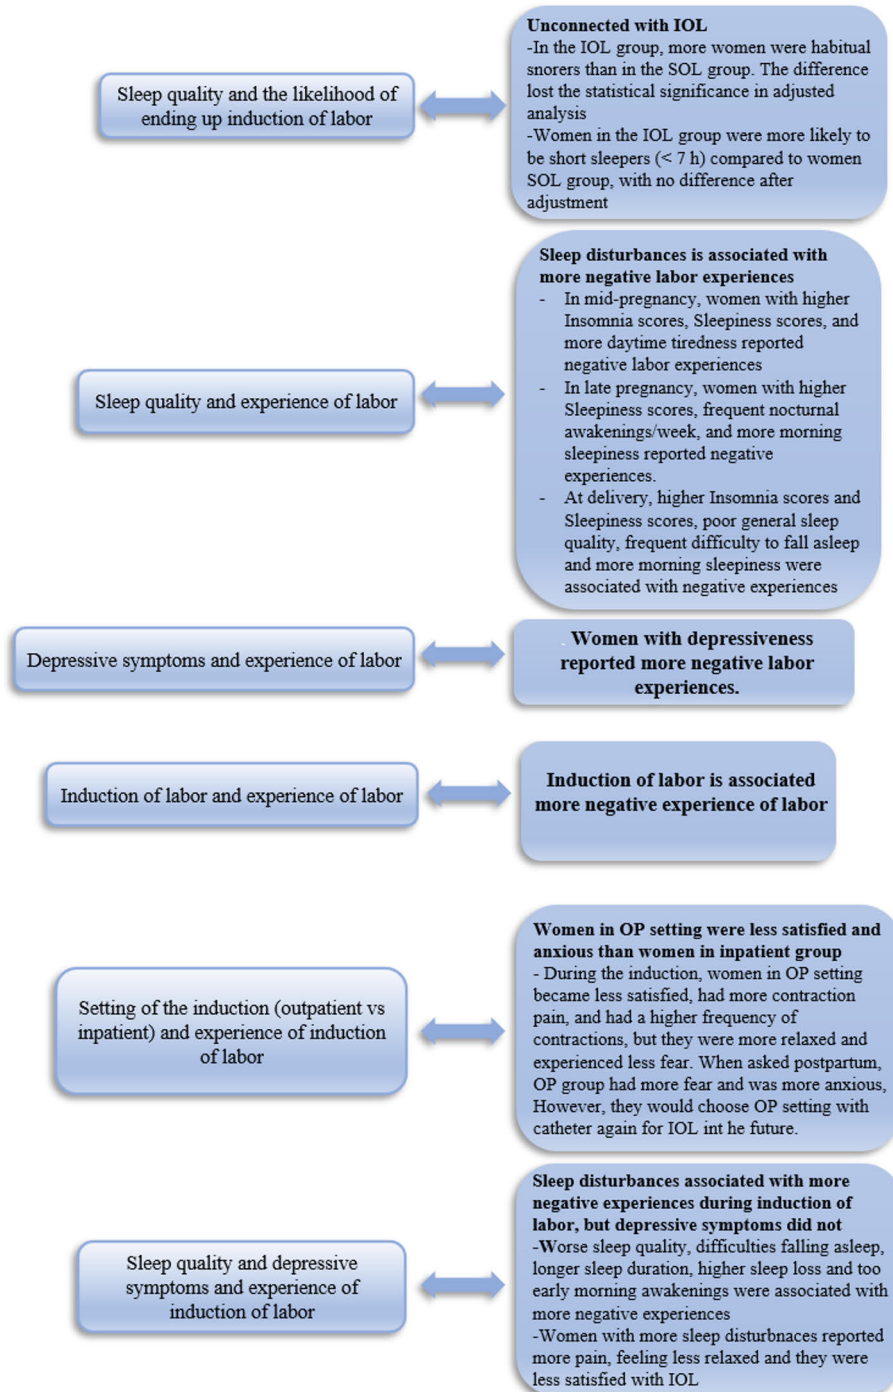 Sleep quality and the likelihood of
ending up induction of labor
Unconnected with IOL
-In the IOL group, more women were habitual
snorers than in the SOL group. The difference
lost the statistical significance in adjusted
analysis
-Women in the IOL group were more likely to
be short sleepers (< 7 h) compared to women
SOL group, with no difference after
adjustment
Sleep quality and experience of labor
Sleep disturbances is associated with
more negative labor experiences
- In mid-pregnancy, women with higher
Insomnia scores, Sleepiness scores, and
more daytime tiredness reported
negative labor experiences
- In late pregnancy, women with higher
Sleepiness scores, frequent nocturnal
awakenings/week, and more morning
sleepiness reported negative
experiences.
- At delivery, higher Insomnia scores and
Sleepiness scores, poor general sleep
quality, frequent difficulty to fall asleep
and more morning sleepiness were
associated with negative experiences
Depressive symptoms and experience of labor
. Women with depressiveness
reported more negative labor
experiences.
Induction of labor and experience of labor
Induction of labor is associated
more negative experience of labor
Setting of the induction (outpatient vs
inpatient) and experience of induction
of labor
Women in OP setting were less satisfied and
anxious than women in inpatient group
- During the induction, women in OP setting
became less satisfied, had more contraction
pain, and had a higher frequency of
contractions, but they were more relaxed and
experienced less fear. When asked postpartum,
OP group had more fear and was more anxious,
However, they would choose OP setting with
catheter again for IOL int he future.
Sleep quality and depressive
symptoms and experience of
induction of labor
Sleep disturbances associated with more
negative experiences during induction of
labor, but depressive symptoms did not
-Worse sleep quality, difficulties falling asleep,
longer sleep duration, higher sleep loss and too
early morning awakenings were associated with
more negative experiences
-Women with more sleep disturbnaces reported
more pain, feeling less relaxed and they were
less satisfied with IOL